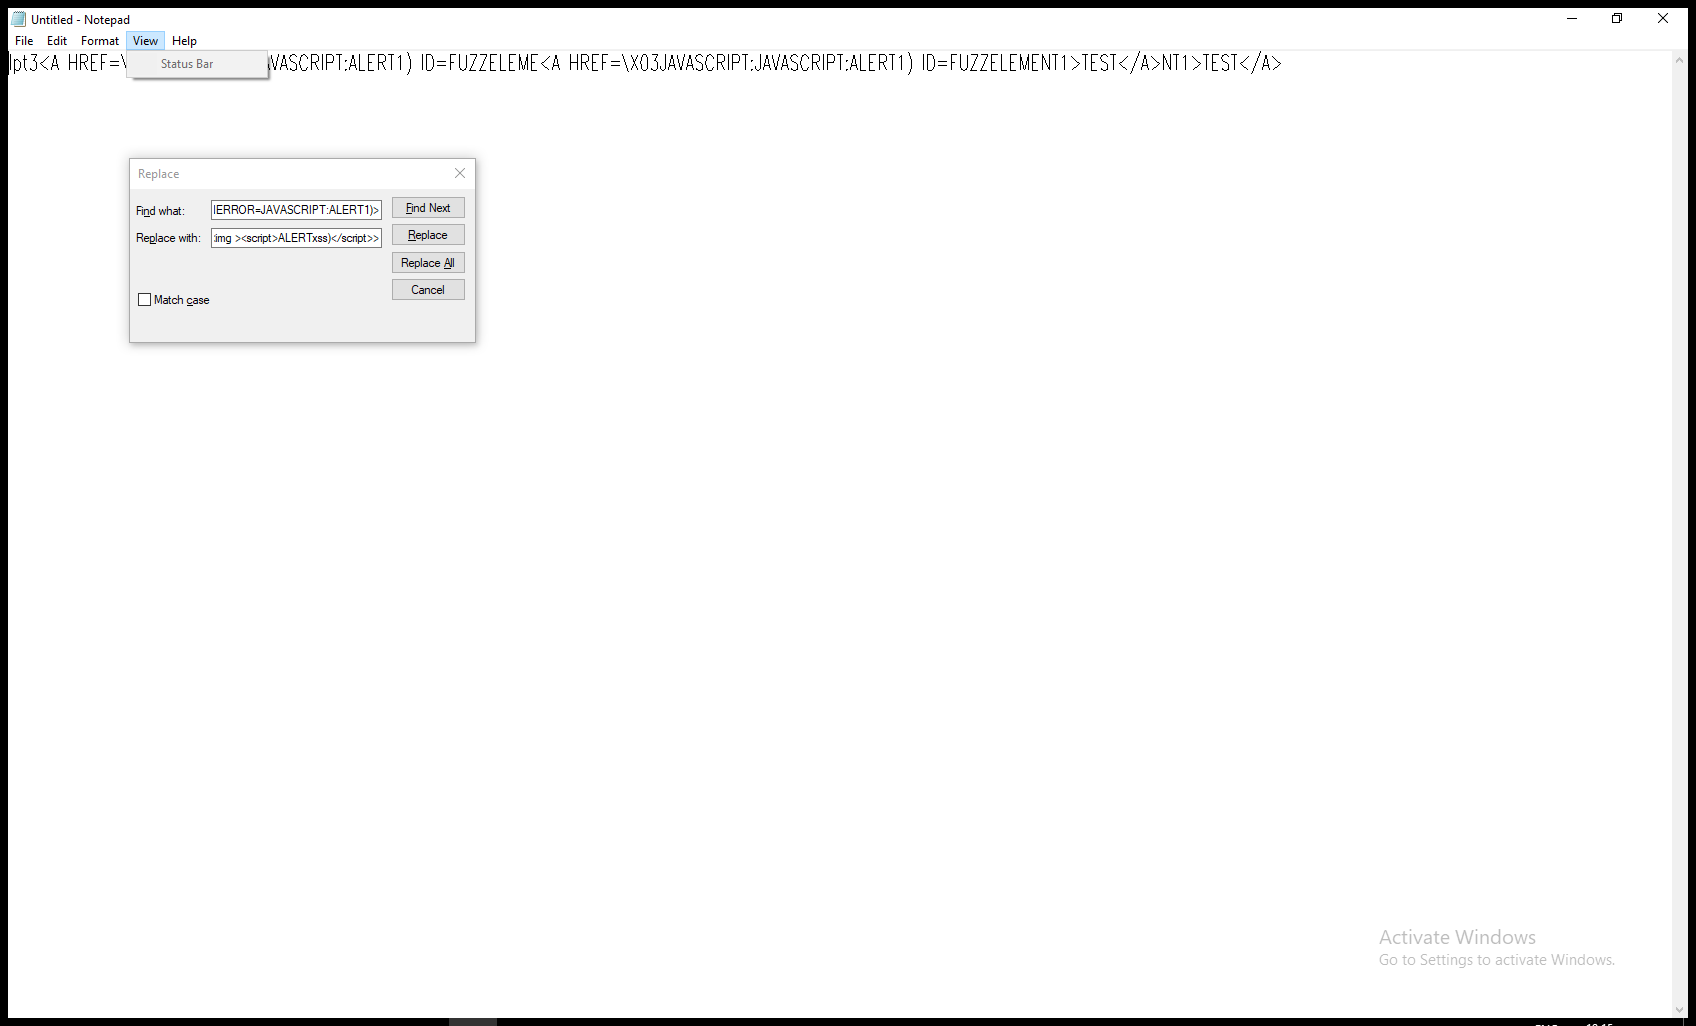 Untitled - Notepad
File Edit Format View Help
lpt3<A HREF=\ VASCRIPT:ALERT1) ID=FUZZELEME<A HREF=\X03JAVASCRIPT:JAVASCRIPT:ALERT1) ID=FUZZELEMENT1>TEST</A>NT1>TEST</A>
Status Bar
Replace
Find what: ERROR=JAVASCRIPT:ALERT1)>
Find Next
Replace with: img ><script>ALERTxss)</script>>
Replace
Replace All
Cancel
Match case
Activate Windows
Go to Settings to activate Windows.